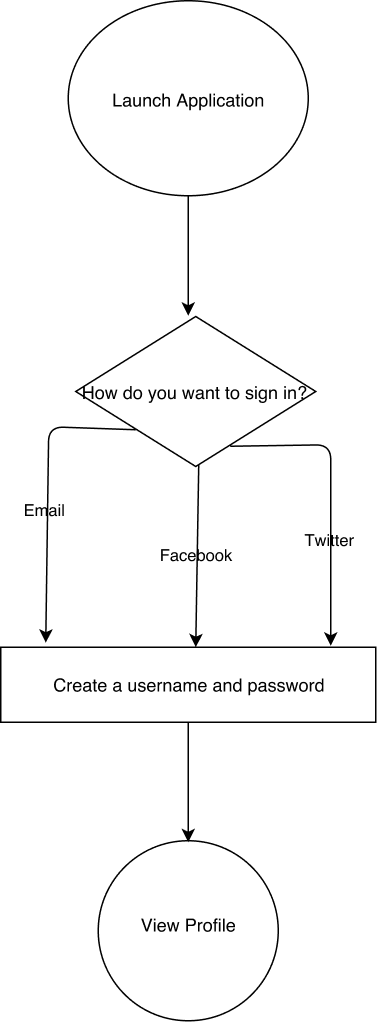 Launch Application
How do you want to sign in?
Email
Twitter
Facebook
Create a username and password
View Profile